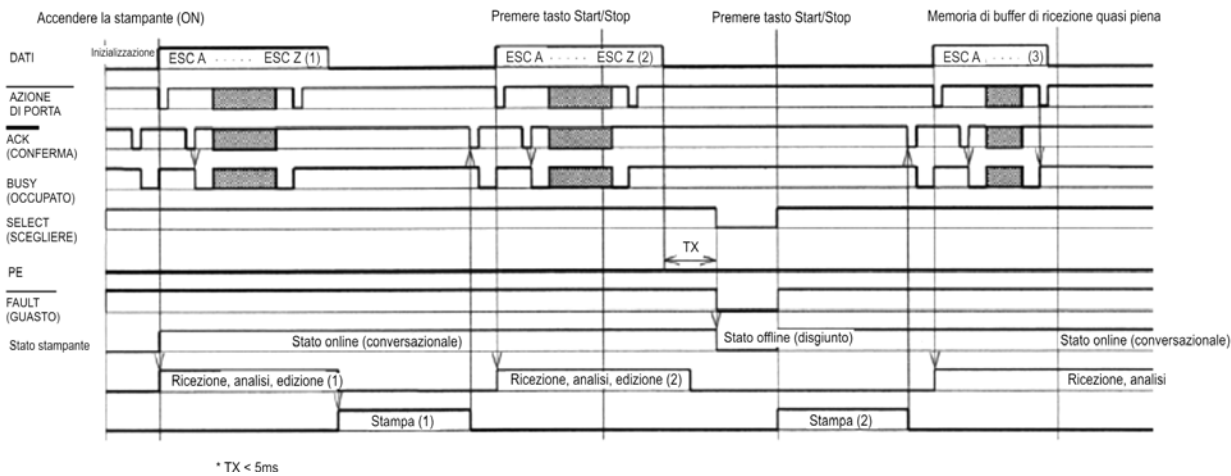 Accendere la stampante (ON)
Premere tasto Start/Stop
Premere tasto Start/Stop
Memoria di buffer di ricezione quasi piena
DATI
Inizializzazione
ESC A ····· ESC Z (1)
ESC A ····· ESC Z (2)
ESC A ····· (3)
AZIONE
DI PORTA
ACK
(CONFERMA)
BUSY
(OCCUPATO)
SELECT
(SCEGLIERE)
TX
PE
FAULT
(GUASTO)
Stato stampante
Stato online (conversazionale)
Stato offline (disgiunto)
Stato online (conversazionale)
Ricezione, analisi, edizione (1)
Ricezione, analisi, edizione (2)
Ricezione, analisi
Stampa (1)
Stampa (2)
* TX < 5ms